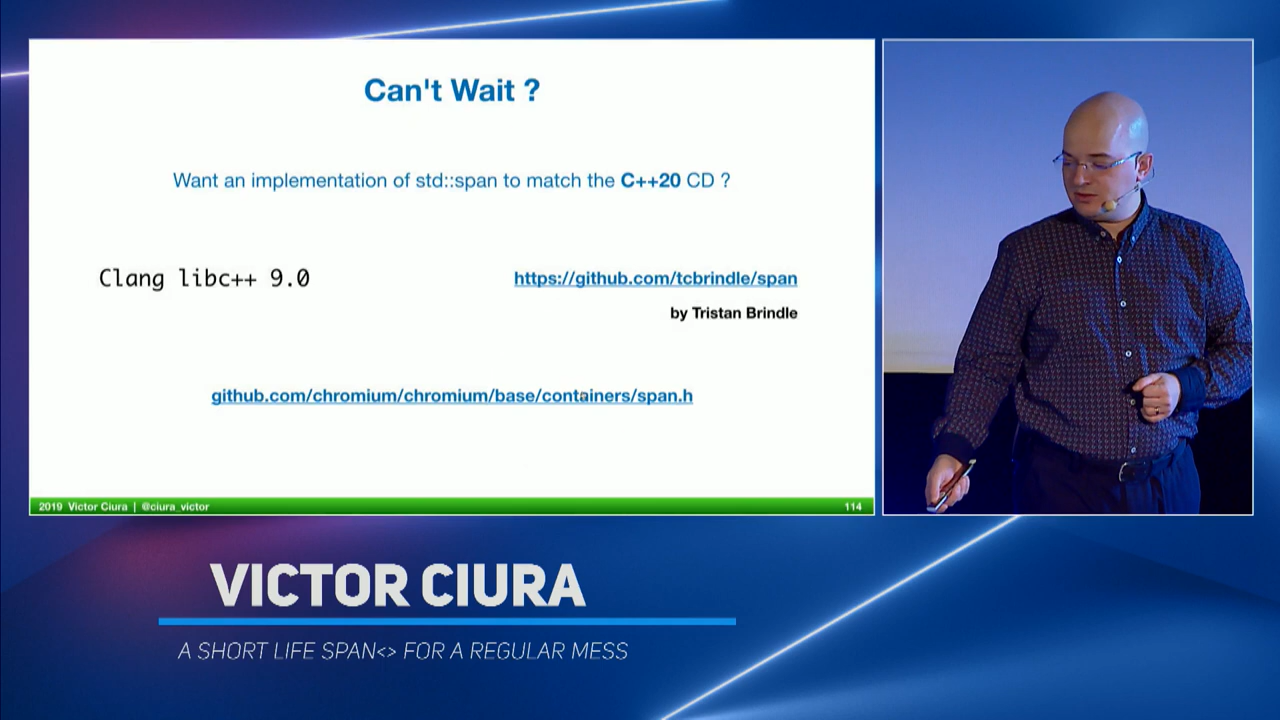 Can't Wait ?
Want an implementation of std::span to match the C++20 CD ?
Clang libc++ 9.0
https://github.com/tcbrindle/span
by Tristan Brindle
github.com/chromium/chromium/base/containers/span.h
2019 Victor Ciura | @ciura_victor
114
VICTOR CIURA
A SHORT LIFE SPAN<> FOR A REGULAR MESS